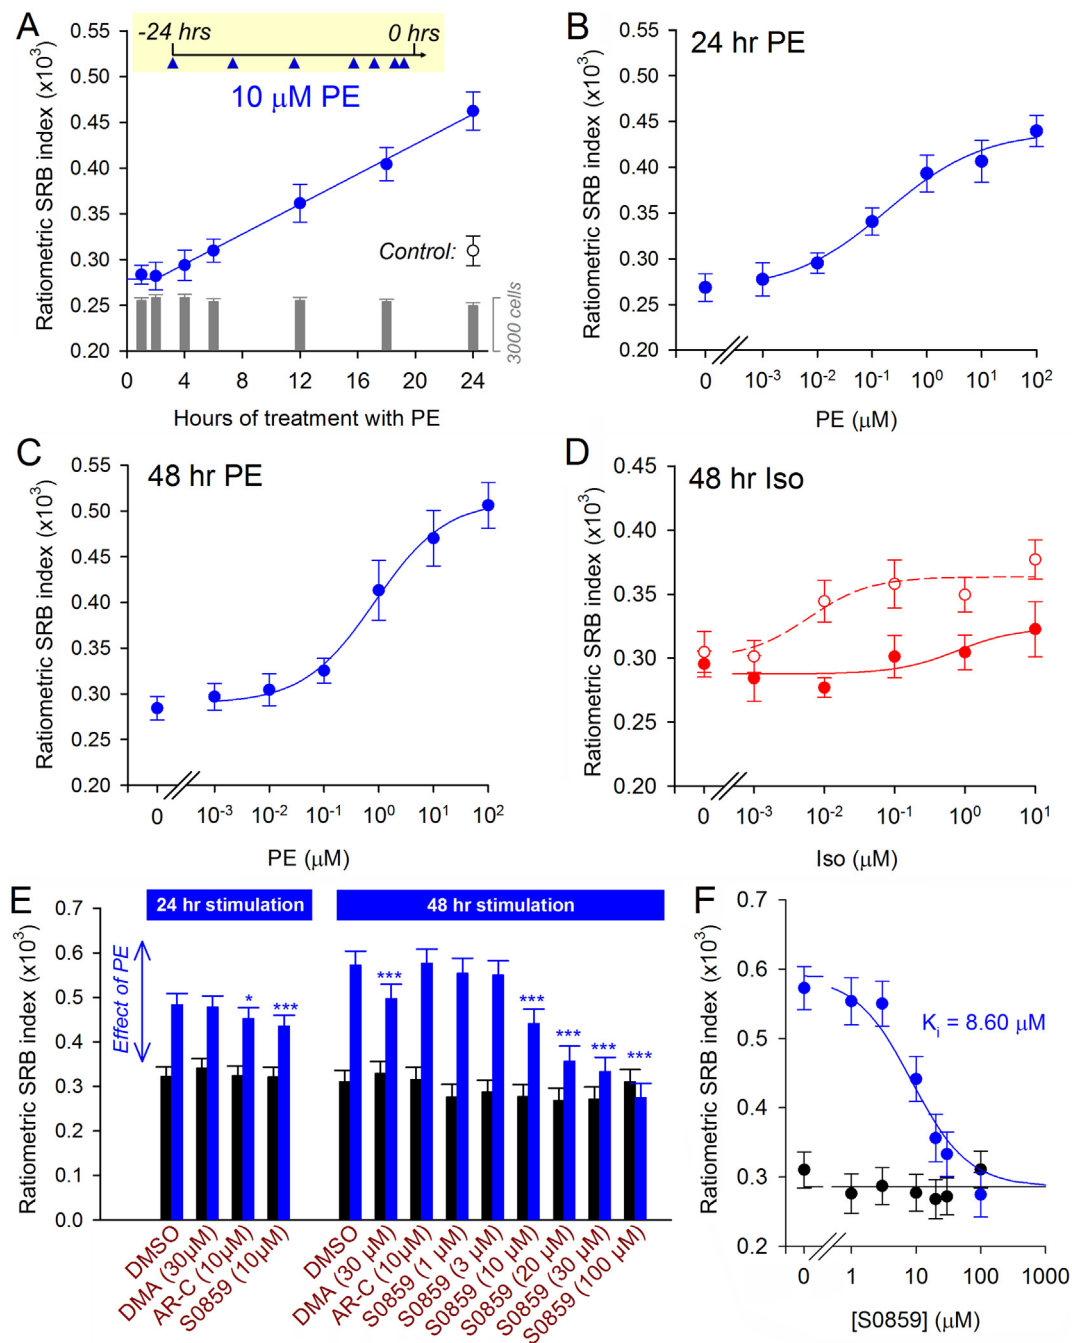 A
-24 hrs
0 hrs
10 μM PE
Control:
3000 cells
Ratiometric SRB index (x10³)
0.55
0.50
0.45
0.40
0.35
0.30
0.25
0.20
0 4 8 12 16 20 24
Hours of treatment with PE
B
24 hr PE
Ratiometric SRB index (x10³)
0.55
0.50
0.45
0.40
0.35
0.30
0.25
0.20
0 10⁻³ 10⁻² 10⁻¹ 10⁰ 10¹ 10²
PE (μM)
C
48 hr PE
Ratiometric SRB index (x10³)
0.55
0.50
0.45
0.40
0.35
0.30
0.25
0.20
0 10⁻³ 10⁻² 10⁻¹ 10⁰ 10¹ 10²
PE (μM)
D
48 hr Iso
Ratiometric SRB index (x10³)
0.45
0.40
0.35
0.30
0.25
0.20
0 10⁻³ 10⁻² 10⁻¹ 10⁰ 10¹
Iso (μM)
E
24 hr stimulation
48 hr stimulation
Effect of PE
Ratiometric SRB index (x10³)
0.7
0.6
0.5
0.4
0.3
0.2
0.1
0.0
* *** *** *** *** *** ***
DMSO
DMA (30μM)
AR-C (10μM)
S0859 (10μM)
DMSO
DMA (30 μM)
AR-C (10μM)
S0859 (1 μM)
S0859 (3 μM)
S0859 (10 μM)
S0859 (20 μM)
S0859 (30 μM)
S0859 (100 μM)
F
Ratiometric SRB index (x10³)
0.7
0.6
0.5
0.4
0.3
0.2
Kᵢ = 8.60 μM
0 1 10 100 1000
[S0859] (μM)